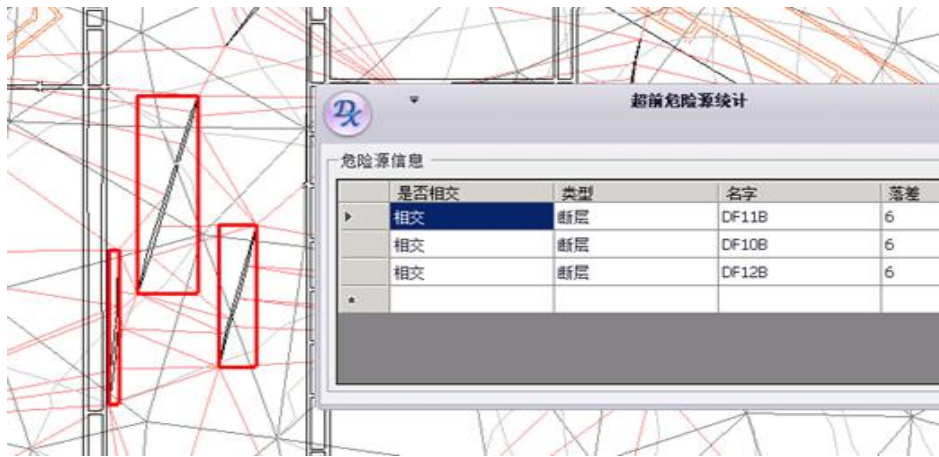 DX
超前危险源统计
危险源信息
是否相交 类型 名字 落差
相交 断层 DF11B 6
相交 断层 DF10B 6
相交 断层 DF12B 6